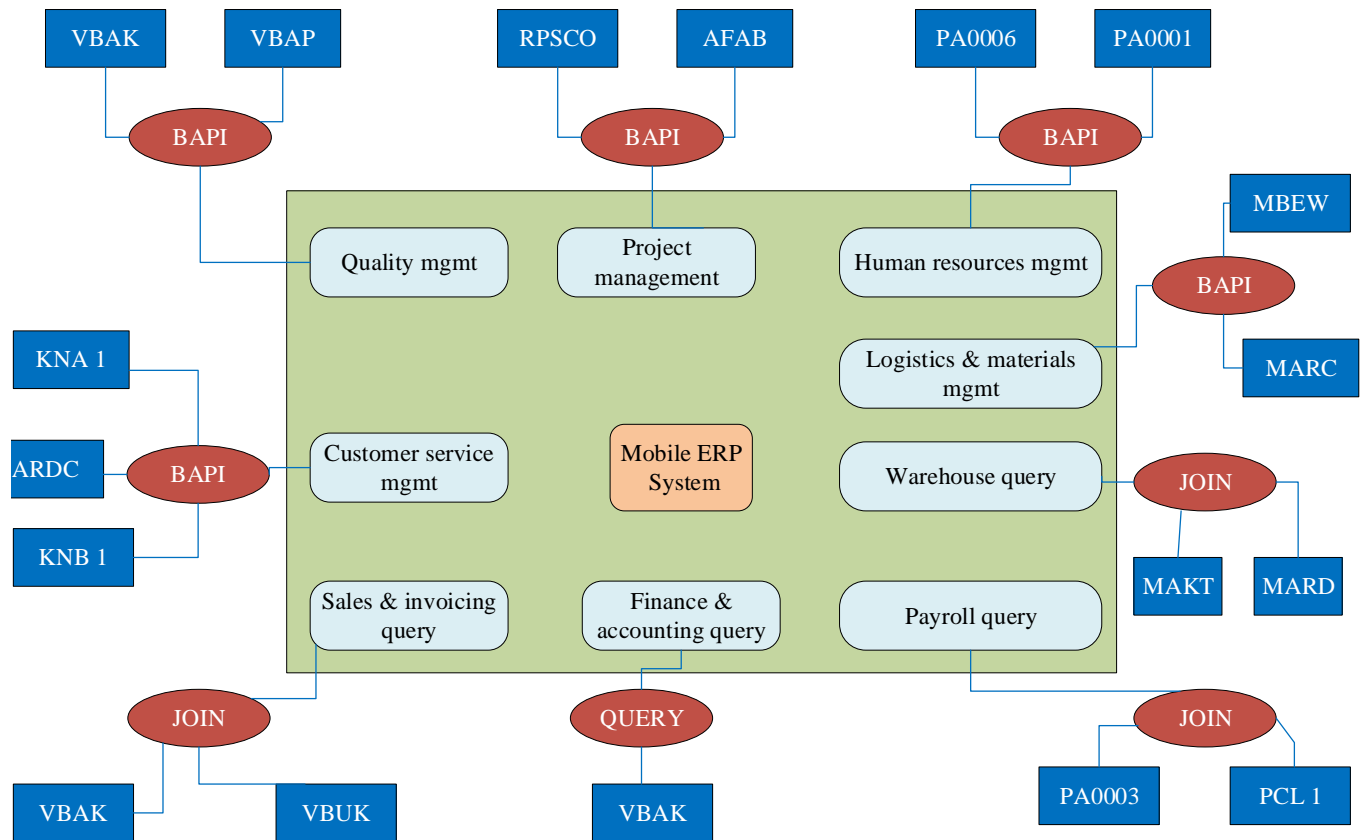 VBAK
VBAP
RPSCO
AFAB
PA0006
PA0001
BAPI
BAPI
BAPI
MBEW
Quality mgmt
Project
management
Human resources mgmt
BAPI
KNA 1
Logistics & materials
mgmt
MARC
ARDC
BAPI
Customer service
mgmt
Mobile ERP
System
Warehouse query
JOIN
KNB 1
MAKT
MARD
Sales & invoicing
query
Finance &
accounting query
Payroll query
JOIN
QUERY
JOIN
VBAK
VBUK
VBAK
PA0003
PCL 1